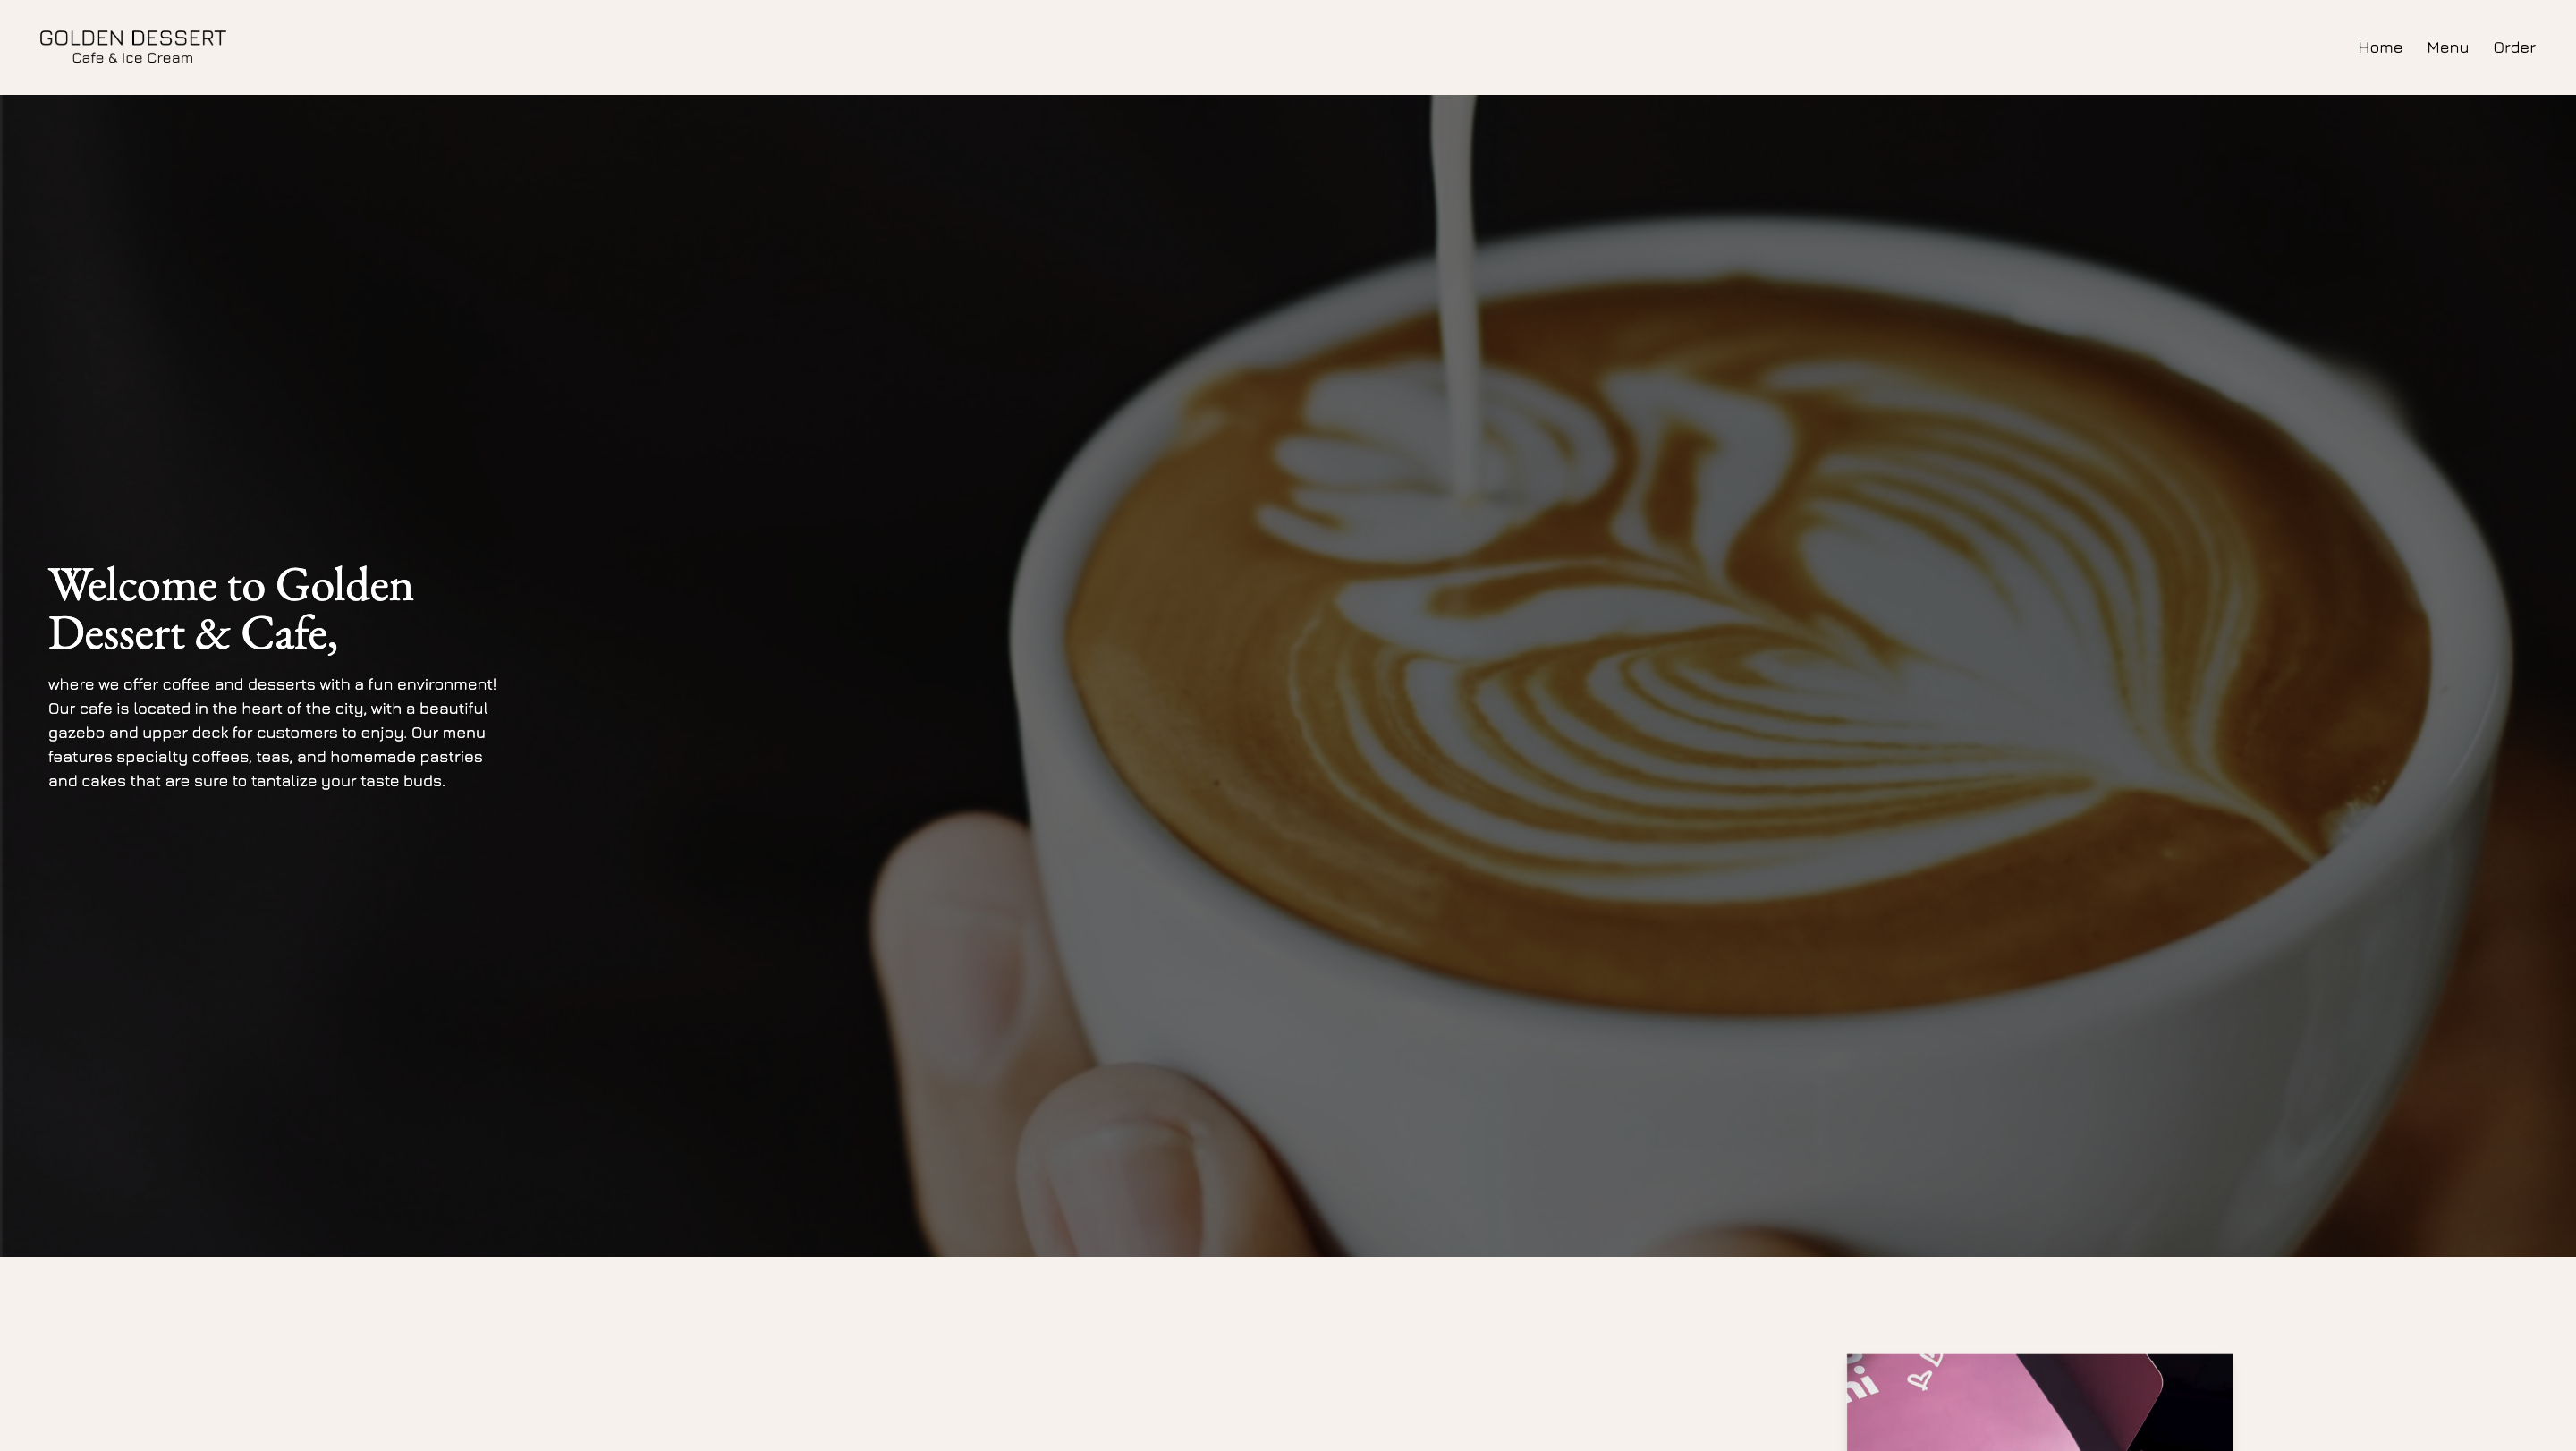 GOLDEN DESSERT
Cafe & Ice Cream
Home Menu Order
Welcome to Golden
Dessert & Cafe,
where we offer coffee and desserts with a fun environment!
Our cafe is located in the heart of the city, with a beautiful
gazebo and upper deck for customers to enjoy. Our menu
features specialty coffees, teas, and homemade pastries
and cakes that are sure to tantalize your taste buds.